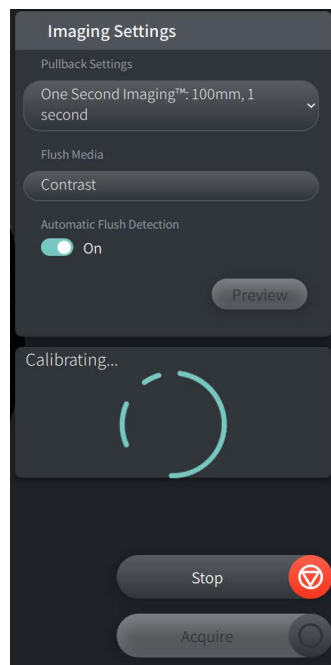 Imaging Settings
Pullback Settings
One Second Imaging™: 100mm, 1
second
Flush Media
Contrast
Automatic Flush Detection
On
Preview
Calibrating...
Stop
Acquire